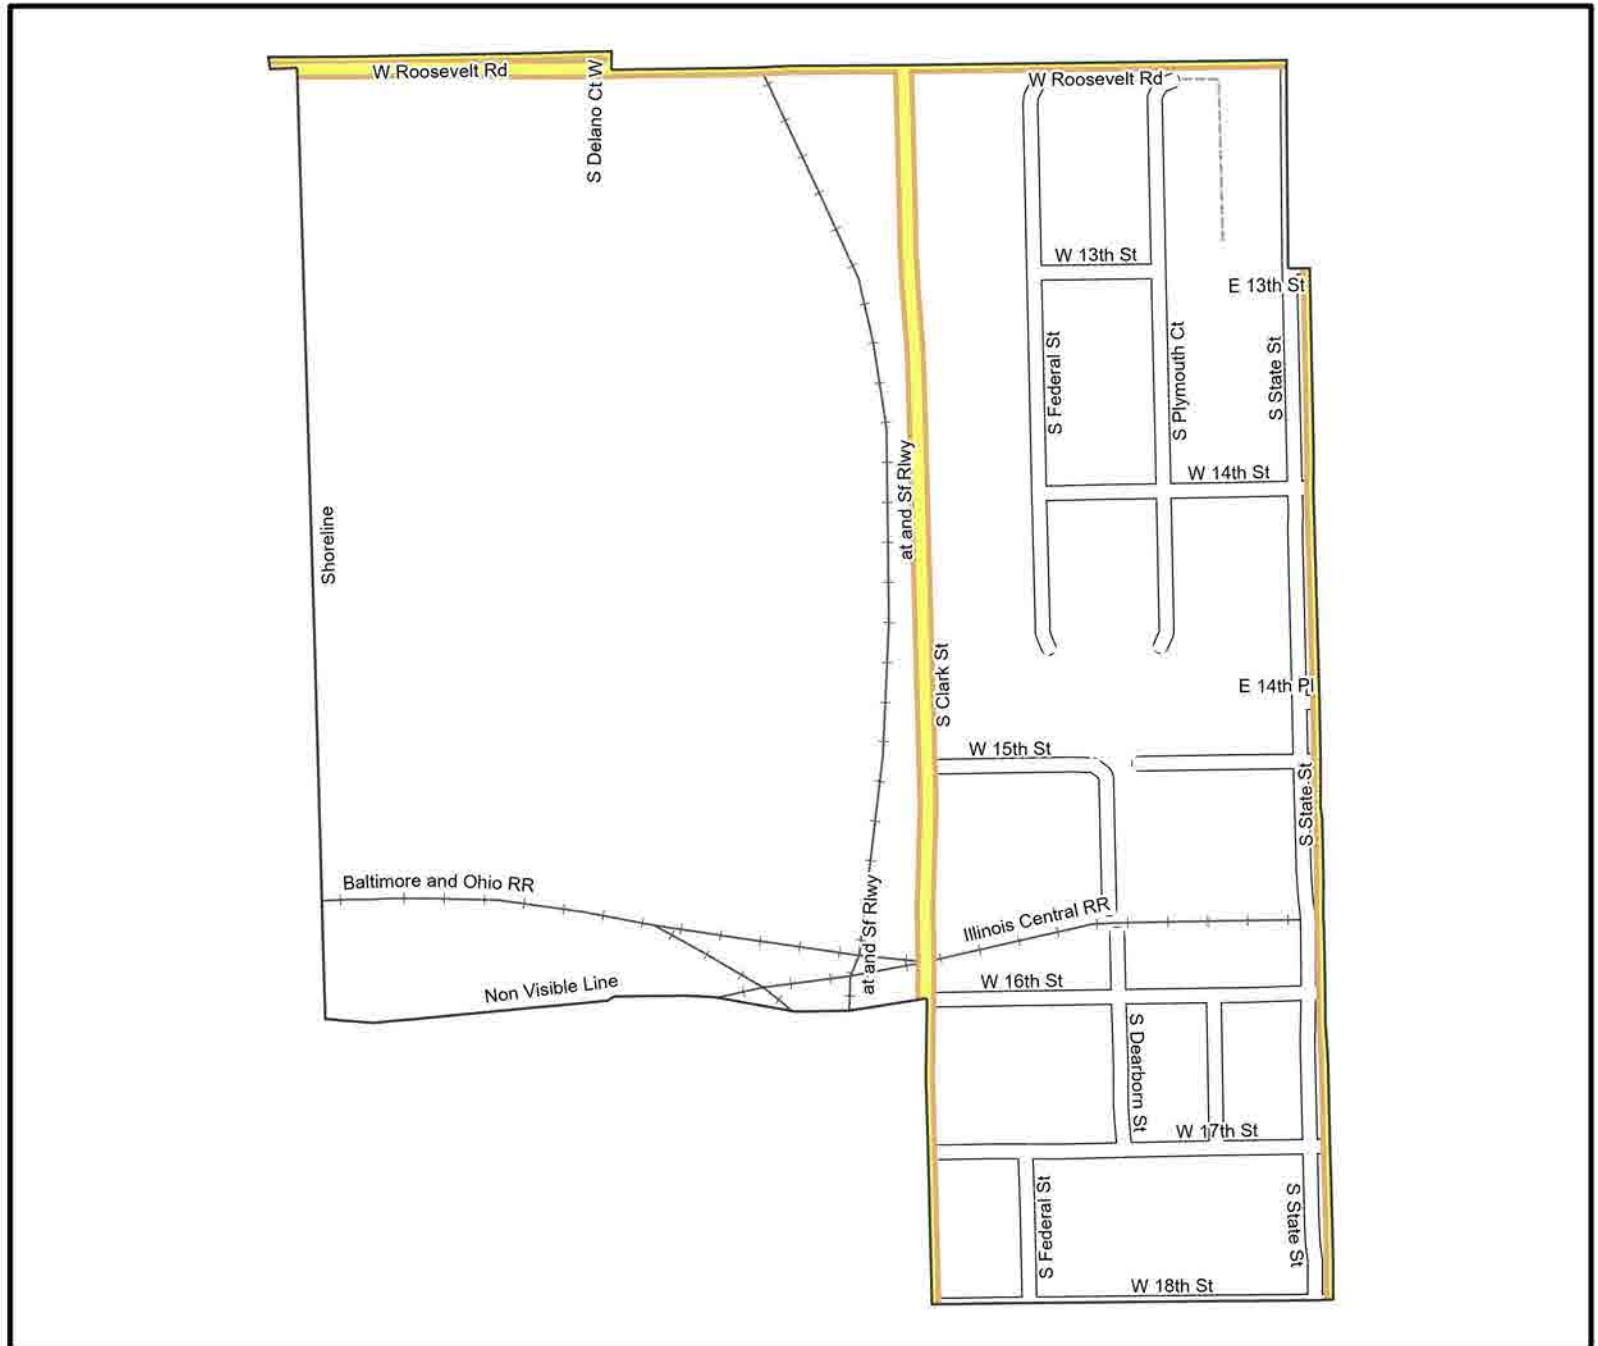 W Roosevelt Rd
S Delano Ct W
W Roosevelt Rd
W 13th St
E 13th St
S Federal St
S Plymouth Ct
S State St
at and Sf Rlwy
W 14th St
Shoreline
S Clark St
E 14th Pl
W 15th St
S State St
Baltimore and Ohio RR
at and Sf Rlwy
Illinois Central RR
Non Visible Line
W 16th St
S Dearborn St
W 17th St
S Federal St
S State St
W 18th St